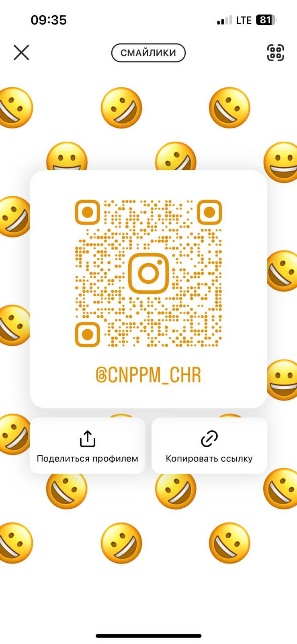 09:35
LTE 81
СМАЙЛИКИ
@CNPPM_CHR
Поделиться профилем
Копировать ссылку